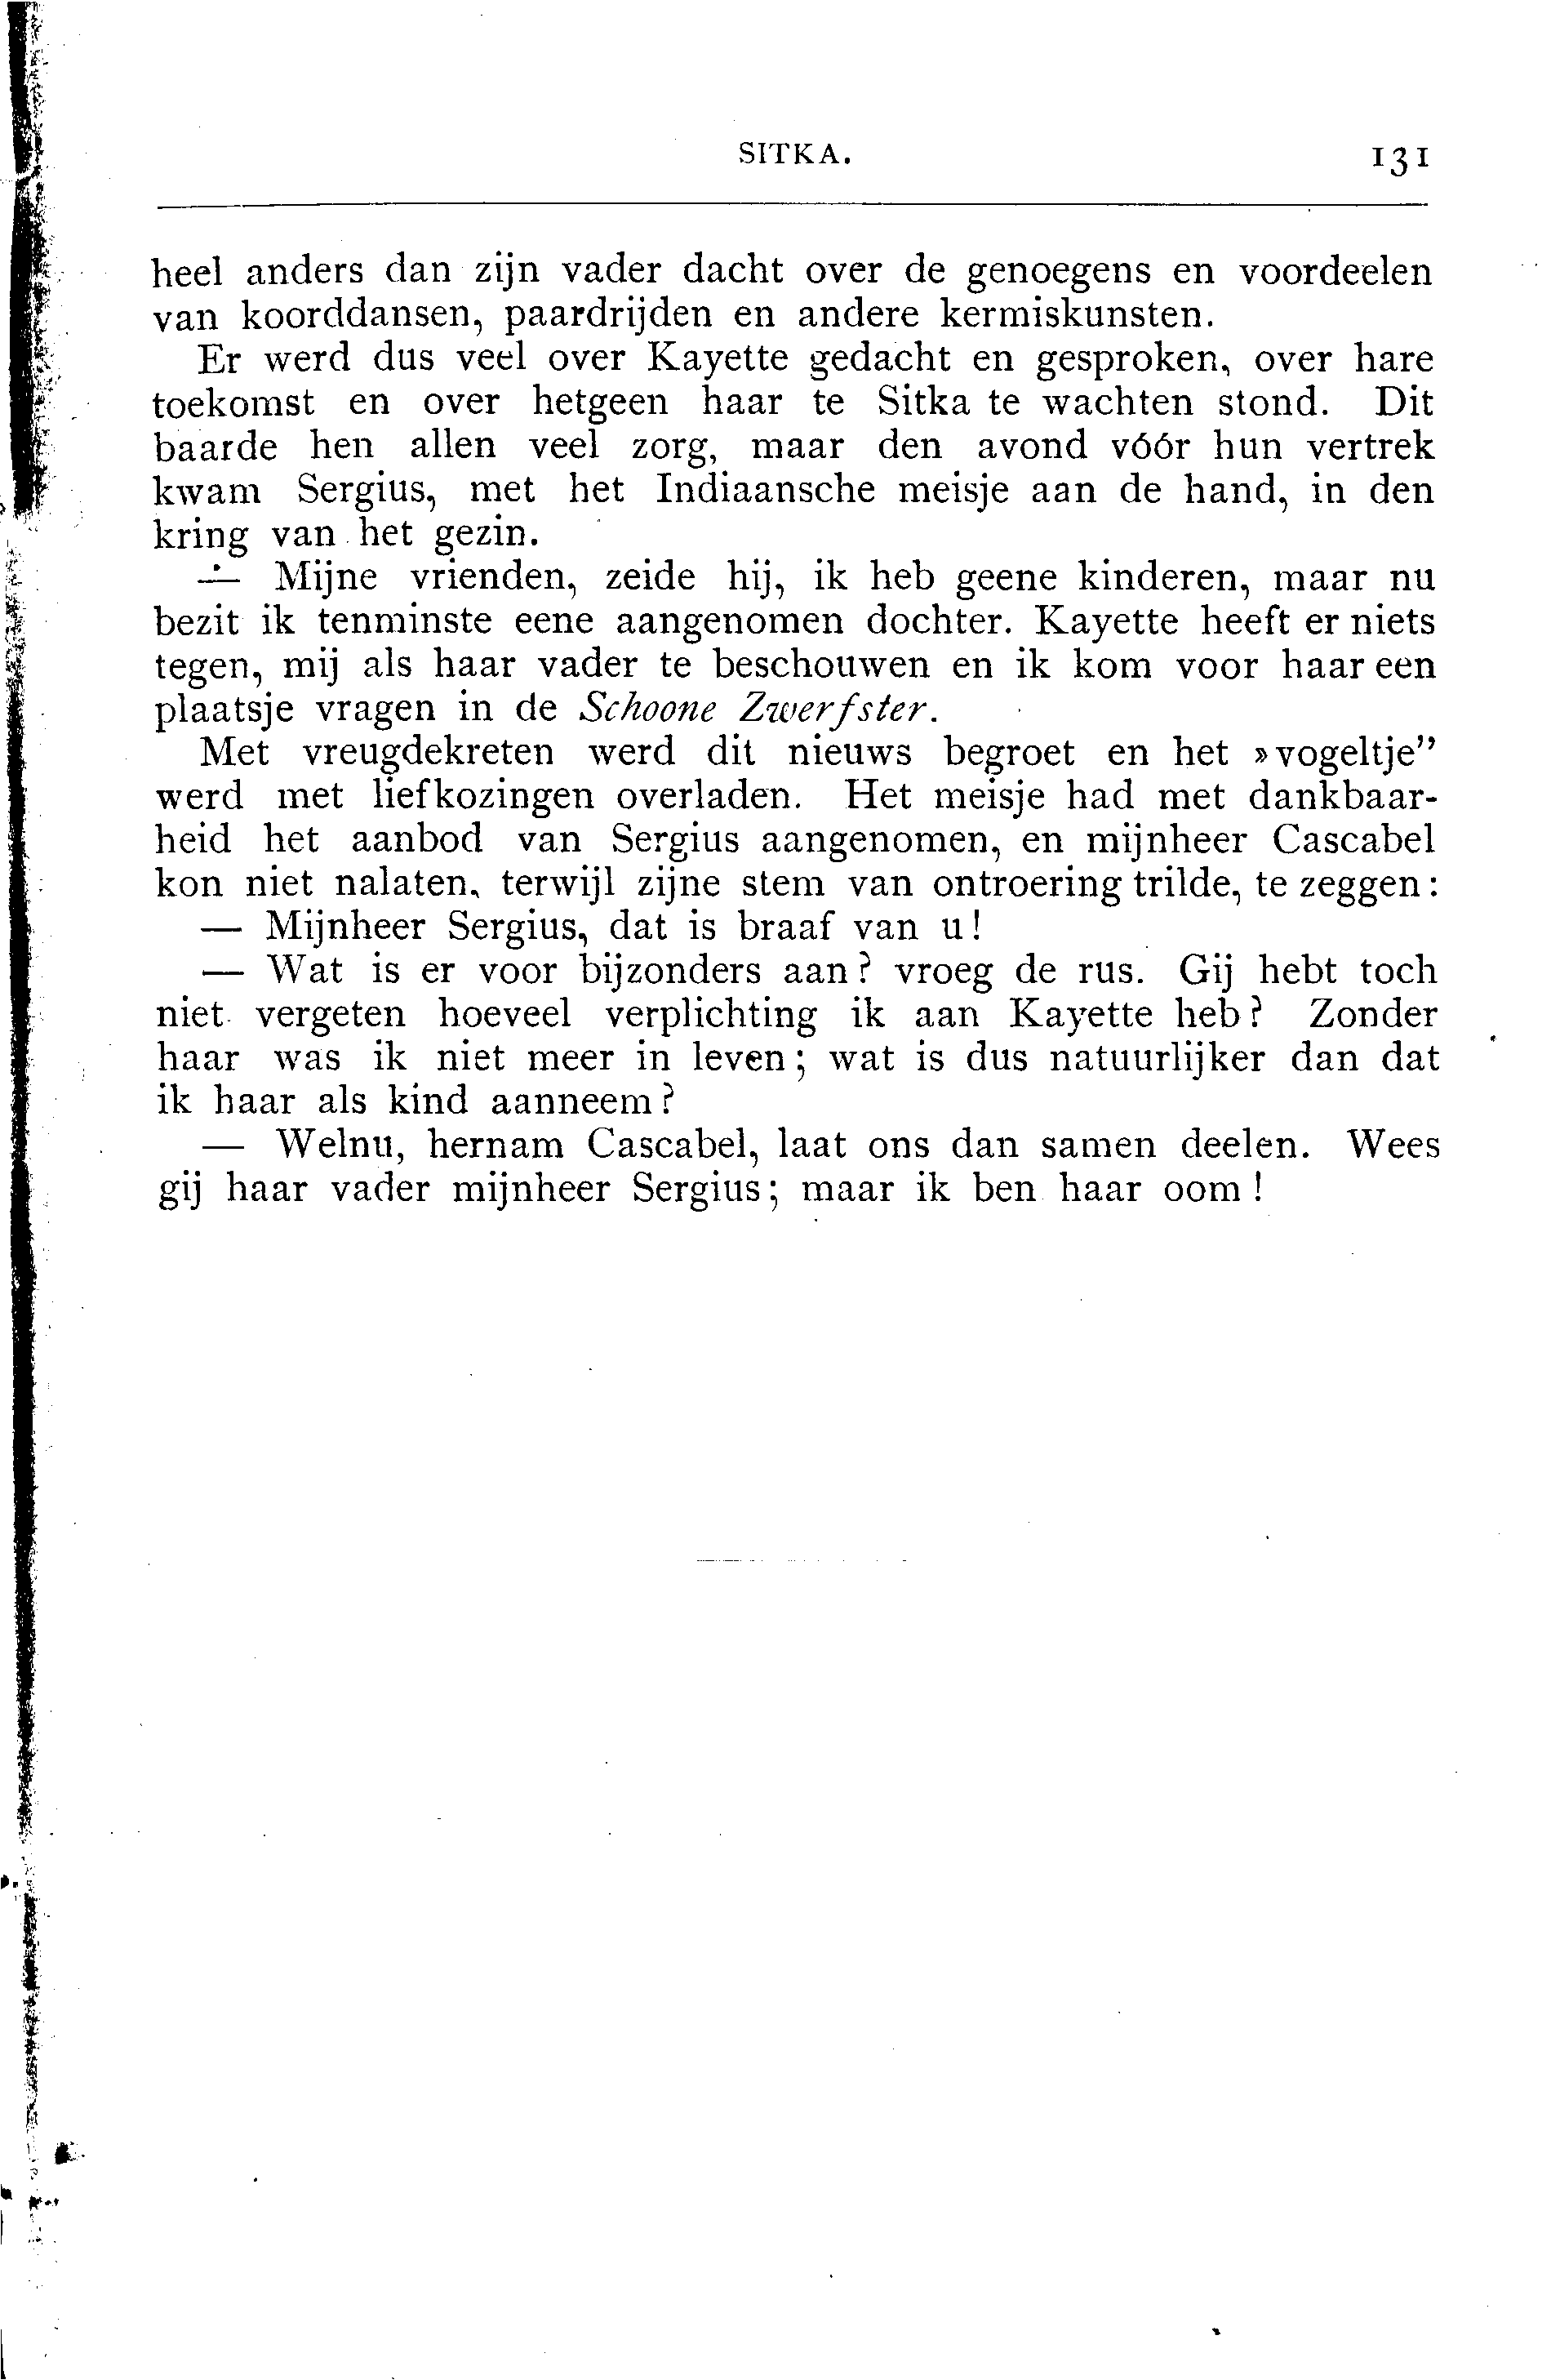 SITKA. 131
heel anders dan zijn vader dacht over de genoegens en voordeelen
van koorddansen, paardrijden en andere kermiskunsten.
Er werd dus veel over Kayette gedacht en gesproken, over hare
toekomst en over hetgeen haar te Sitka te wachten stond. Dit
baarde hen allen veel zorg, maar den avond vóór hun vertrek
kwam Sergius, met het Indiaansche meisje aan de hand, in den
kring van het gezin.
— Mijne vrienden, zeide hij, ik heb geene kinderen, maar nu
bezit ik tenminste eene aangenomen dochter. Kayette heeft er niets
tegen, mij als haar vader te beschouwen en ik kom voor haar een
plaatsje vragen in de Schoone Zwerfster.
Met vreugdekreten werd dit nieuws begroet en het »vogeltje”
werd met liefkozingen overladen. Het meisje had met dankbaar-
heid het aanbod van Sergius aangenomen, en mijnheer Cascabel
kon niet nalaten, terwijl zijne stem van ontroering trilde, te zeggen:
— Mijnheer Sergius, dat is braaf van u!
— Wat is er voor bijzonders aan? vroeg de rus. Gij hebt toch
niet vergeten hoeveel verplichting ik aan Kayette heb? Zonder
haar was ik niet meer in leven; wat is dus natuurlijker dan dat
ik haar als kind aanneem?
— Welnu, hernam Cascabel, laat ons dan samen deelen. Wees
gij haar vader mijnheer Sergius; maar ik ben haar oom!